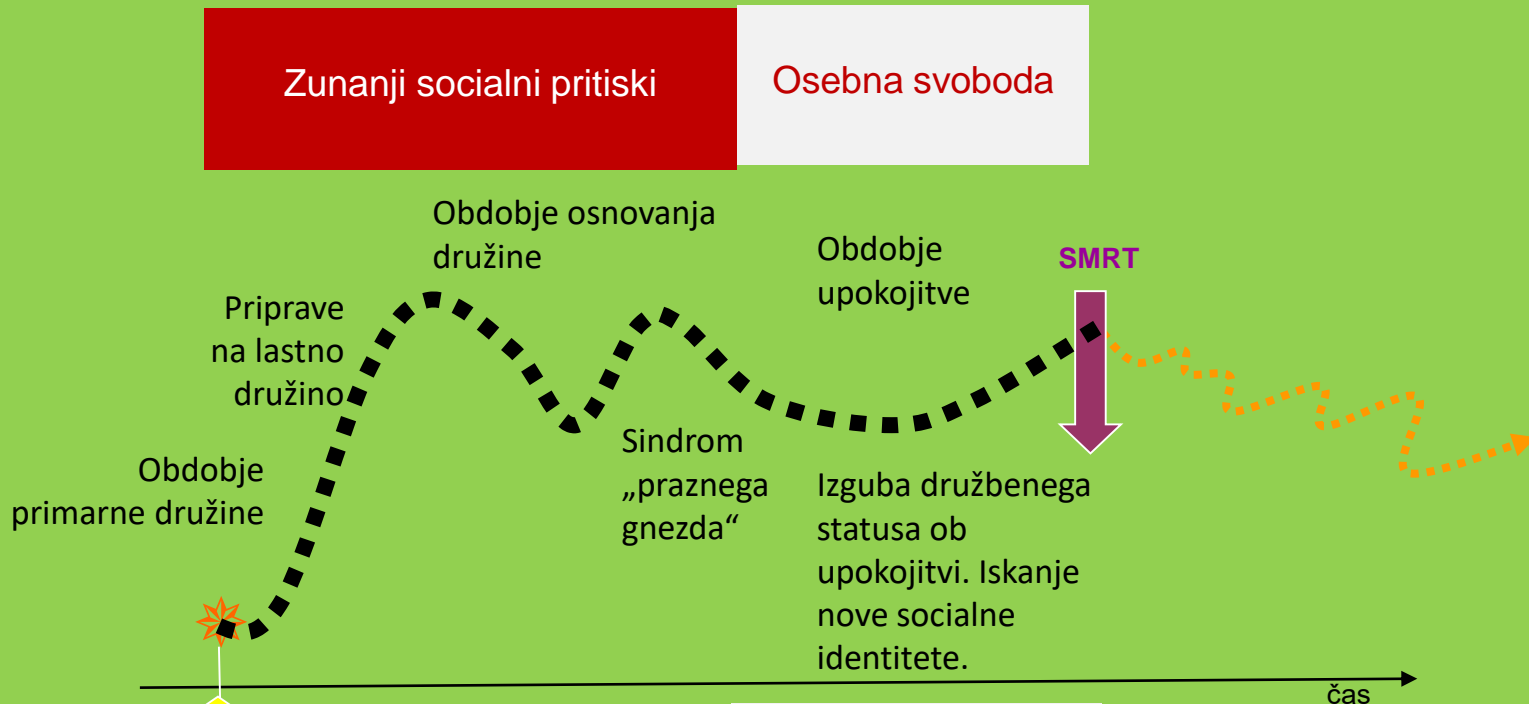 Zunanji socialni pritiski
Osebna svoboda
Obdobje osnovanja
družine
Obdobje
upokojitve
SMRT
Priprave
na lastno
družino
Obdobje
primarne družine
Sindrom
„praznega
gnezda“
Izguba družbenega
statusa ob
upokojitvi. Iskanje
nove socialne
identitete.
čas